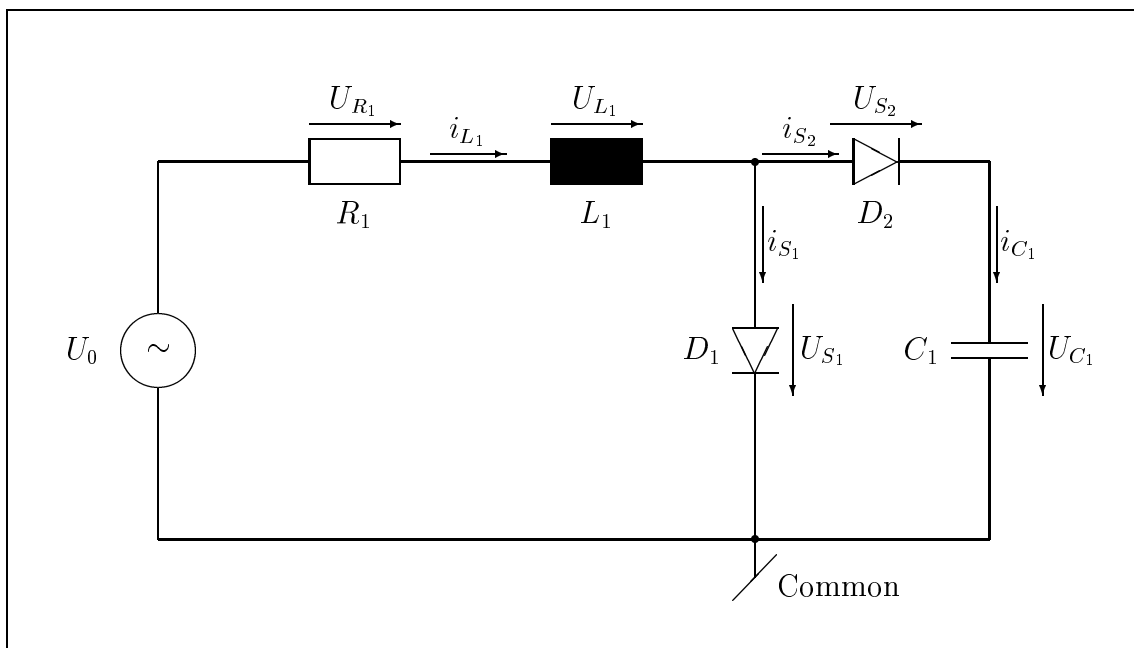 U_{R_1}
U_{L_1}
U_{S_2}
i_{L_1}
i_{S_2}
R_1
L_1
D_2
i_{S_1}
i_{C_1}
U_0
~
D_1
U_{S_1}
C_1
U_{C_1}
Common